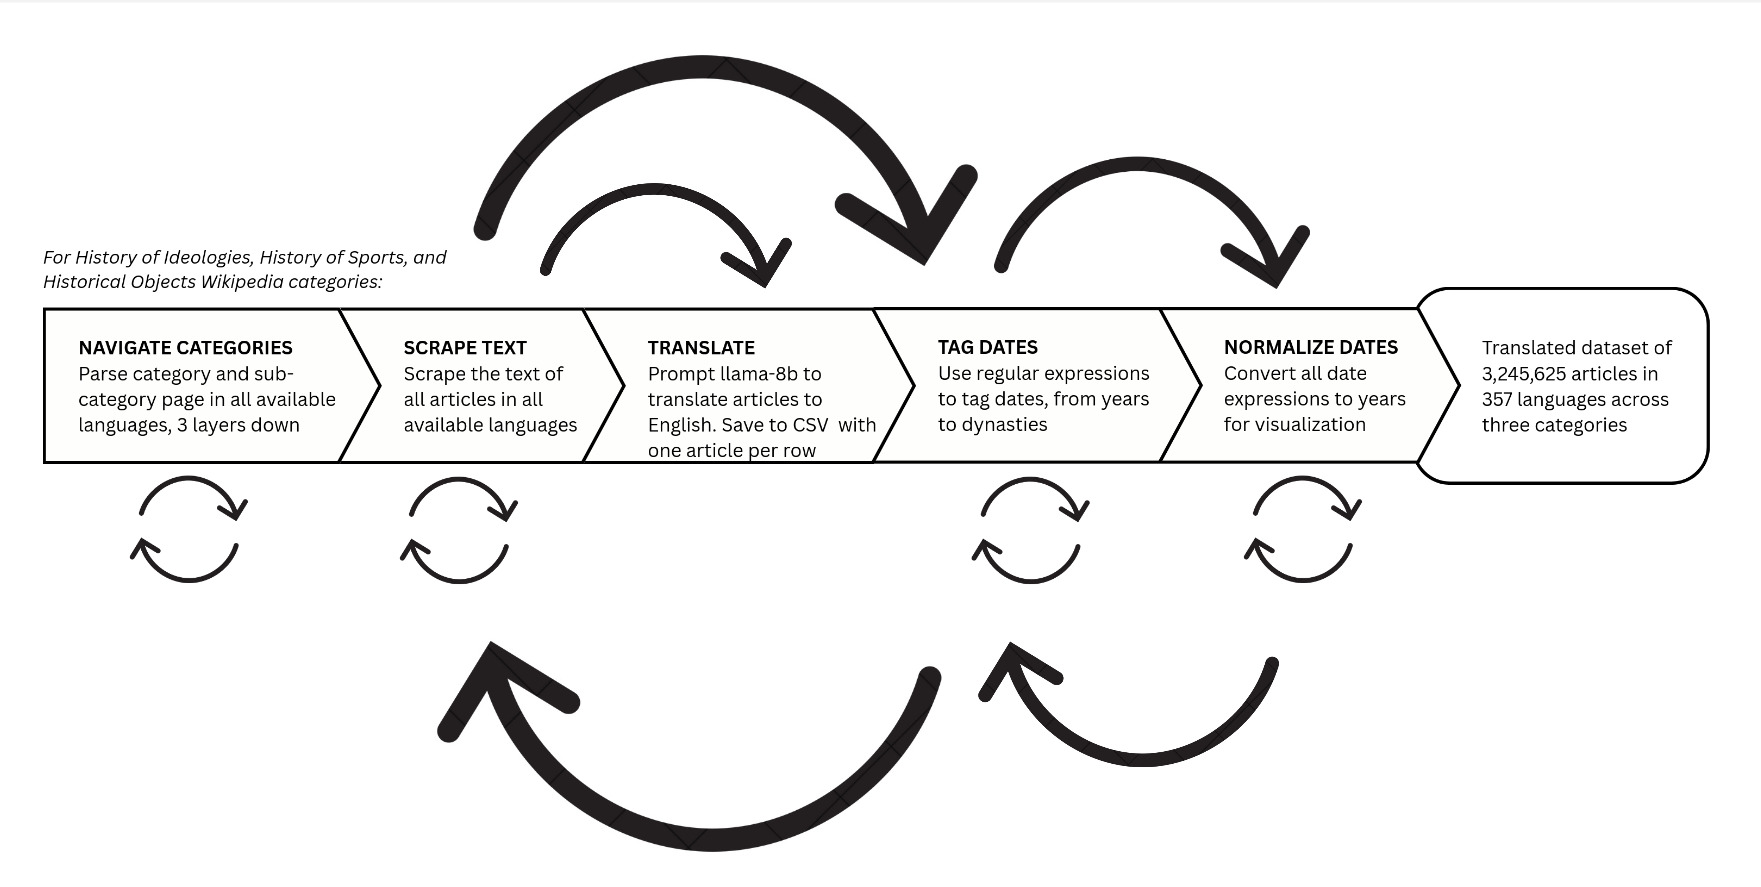 For History of Ideologies, History of Sports, and
Historical Objects Wikipedia categories:
NAVIGATE CATEGORIES
Parse category and sub-
category page in all available
languages, 3 layers down
SCRAPE TEXT
Scrape the text of
all articles in all
available languages
TRANSLATE
Prompt llama-8b to
translate articles to
English. Save to CSV with
one article per row
TAG DATES
Use regular expressions
to tag dates, from years
to dynasties
NORMALIZE DATES
Convert all date
expressions to years
for visualization
Translated dataset of
3,245,625 articles in
357 languages across
three categories